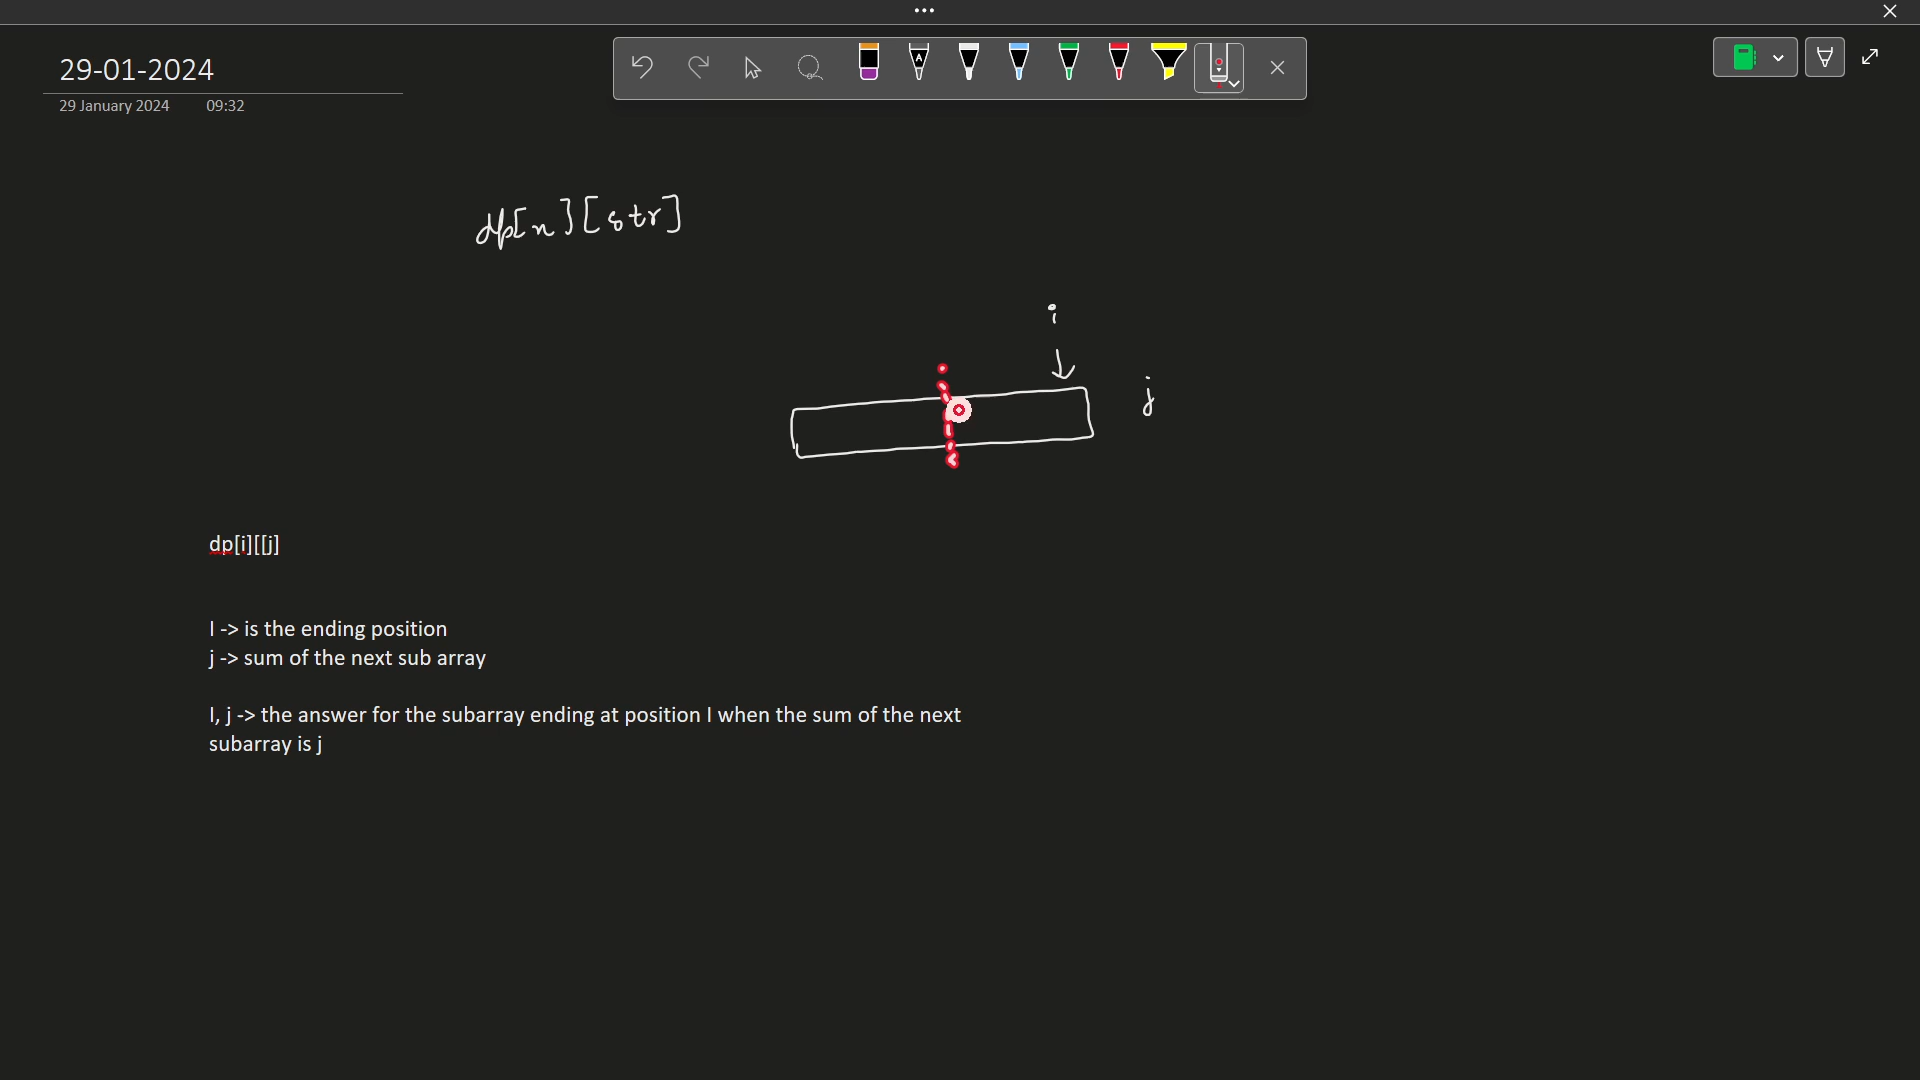 29-01-2024
29 January 2024 09:32
dp[n][str]
i
j
dp[i][[j]
I -> is the ending position
j -> sum of the next sub array
I, j -> the answer for the subarray ending at position I when the sum of the next
subarray is j